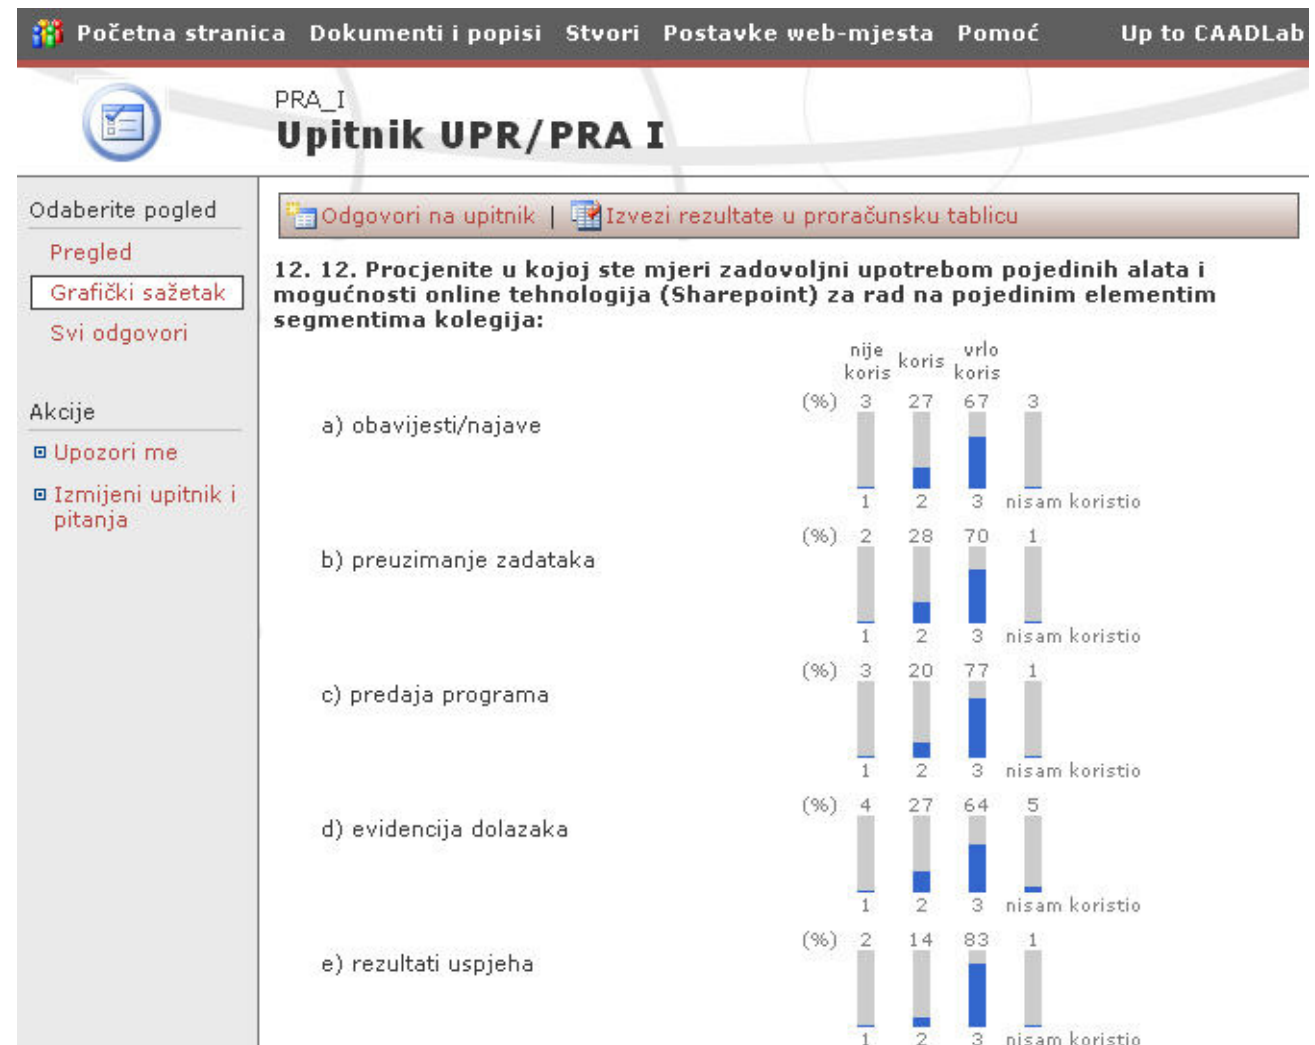 Početna stranica Dokumenti i popisi Stvori Postavke web-mjesta Pomoć Up to CAADLab
PRA_I
Upitnik UPR/PRA I
Odaberite pogled
Pregled
Grafički sažetak
Svi odgovori
Akcije
Upozori me
Izmijeni upitnik i
pitanja
Odgovori na upitnik | Izvezi rezultate u proračunsku tablicu
12. 12. Procjenite u kojoj ste mjeri zadovoljni upotrebom pojedinih alata i
mogućnosti online tehnologija (Sharepoint) za rad na pojedinim elementim
segmentima kolegija:
nije koris vrlo
koris koris
(%) 3 27 67 3
a) obavijesti/najave
1 2 3 nisam koristio
(%) 2 28 70 1
b) preuzimanje zadataka
1 2 3 nisam koristio
(%) 3 20 77 1
c) predaja programa
1 2 3 nisam koristio
(%) 4 27 64 5
d) evidencija dolazaka
1 2 3 nisam koristio
(%) 2 14 83 1
e) rezultati uspjeha
1 2 3 nisam koristio